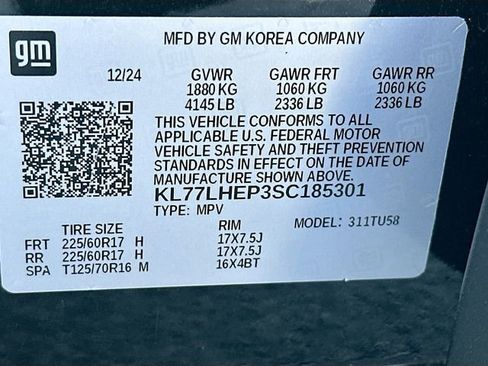 gm
MFD BY GM KOREA COMPANY
12/24 GVWR GAWR FRT GAWR RR
1880 KG 1060 KG 1060 KG
4145 LB 2336 LB 2336 LB
THIS VEHICLE CONFORMS TO ALL
APPLICABLE U.S. FEDERAL MOTOR
VEHICLE SAFETY AND THEFT PREVENTION
STANDARDS IN EFFECT ON THE DATE OF
MANUFACTURE SHOWN ABOVE.
KL77LHEP3SC185301
TYPE: MPV
TIRE SIZE RIM MODEL: 311TU58
FRT 225/60R17 H 17X7.5J
RR 225/60R17 H 17X7.5J
SPA T125/70R16 M 16X4BT